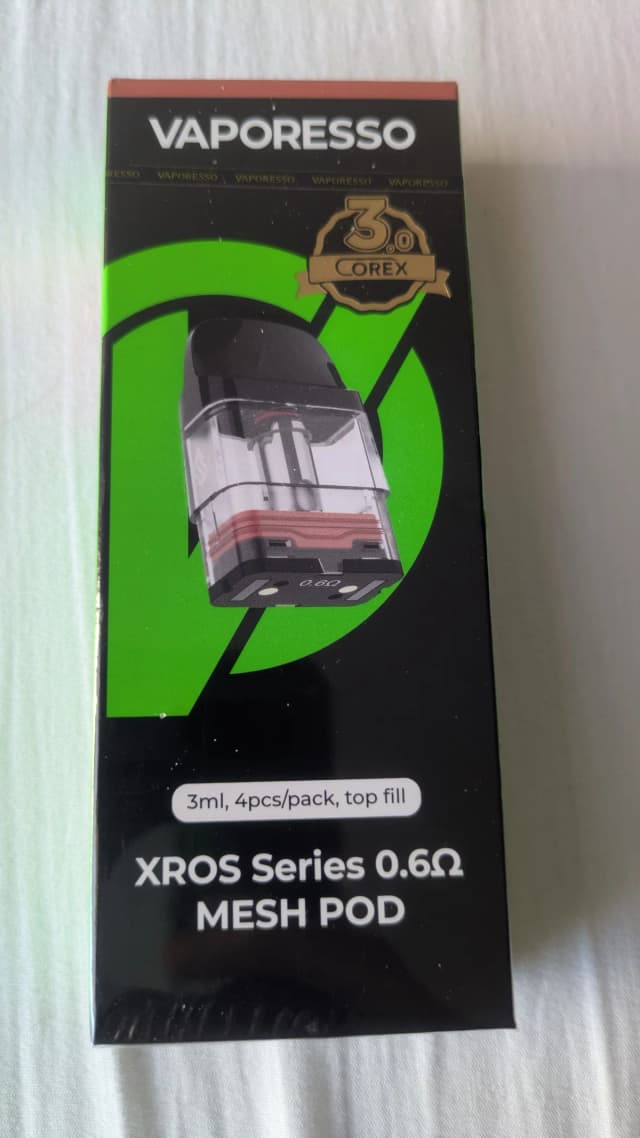 VAPORESSO
RESSO VAPORESSO VAPORESSO VAPORESSO VAPORESSO
3.0
COREX
0.6Ω
3ml, 4pcs/pack, top fill
XROS Series 0.6Ω
MESH POD